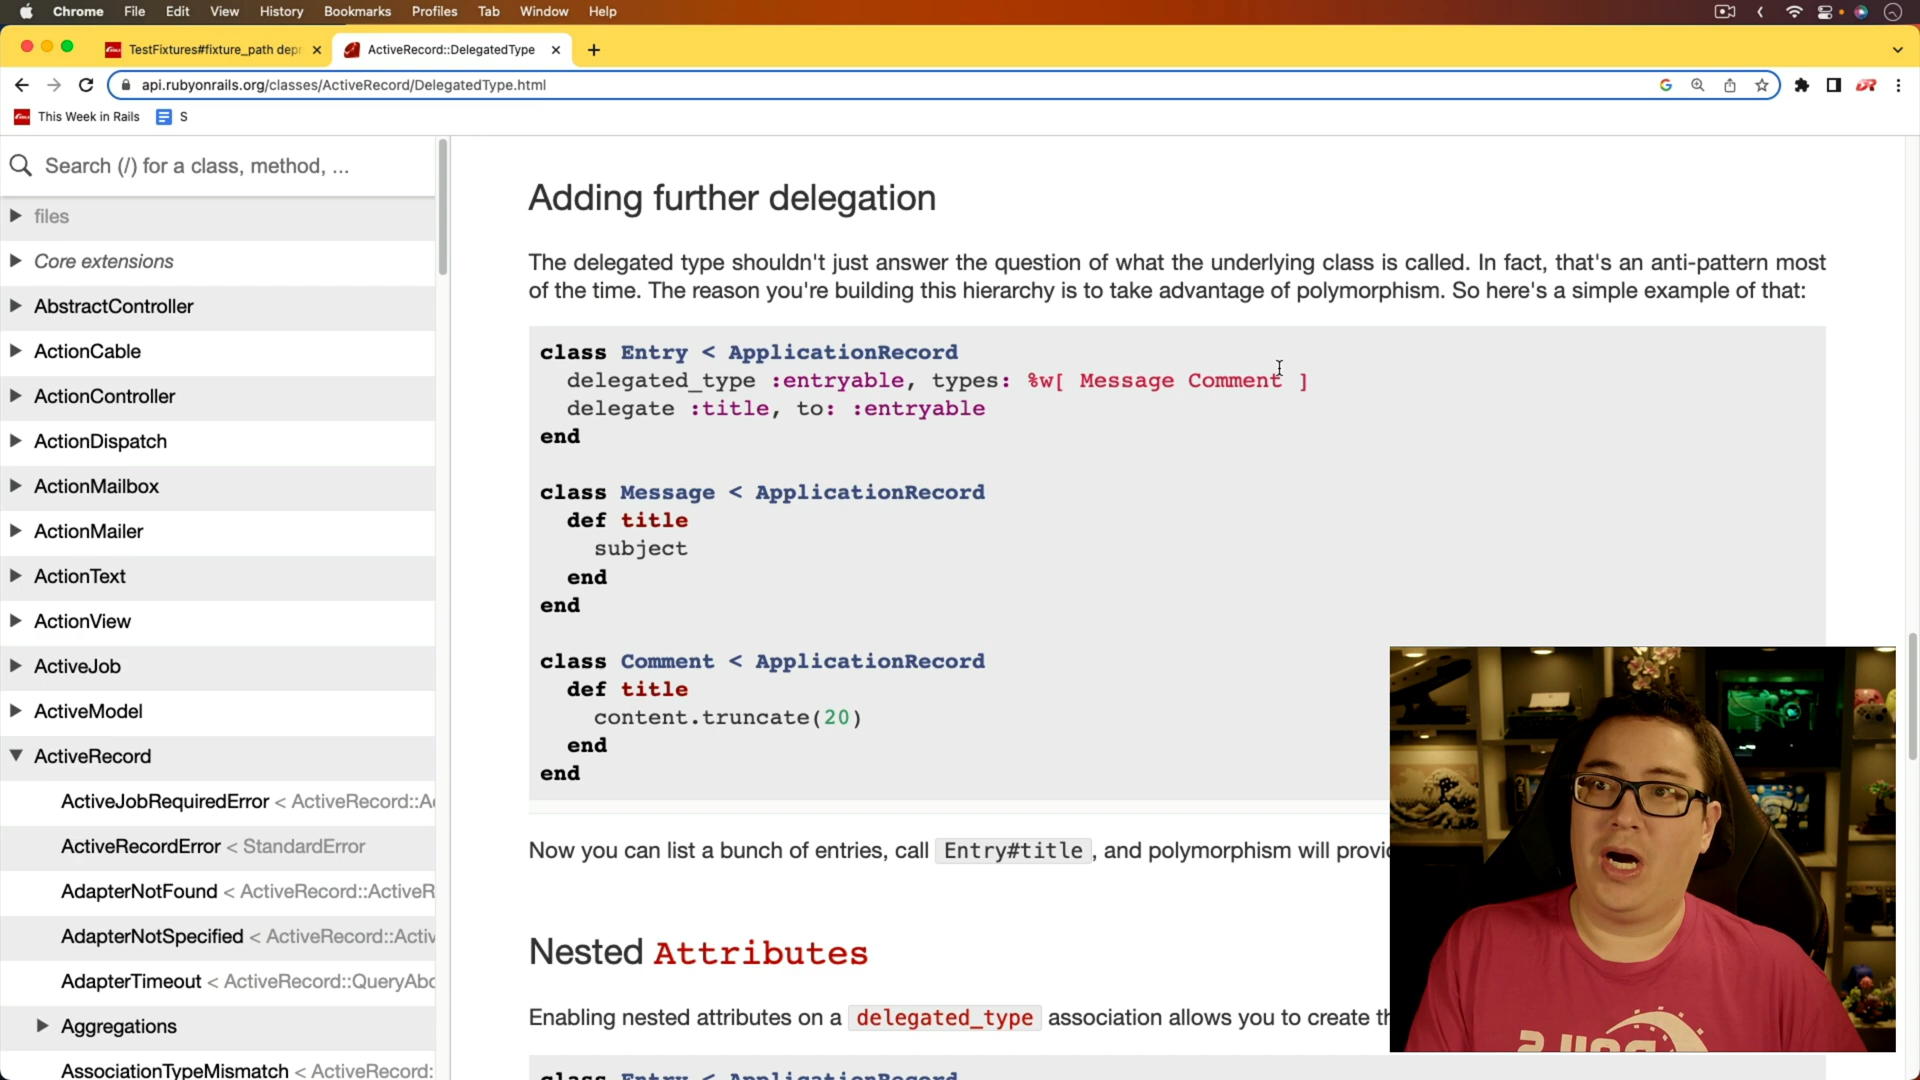 Chrome File Edit View History Bookmarks Profiles Tab Window Help
TestFixtures#fixture_path depr
ActiveRecord::DelegatedType
api.rubyonrails.org/classes/ActiveRecord/DelegatedType.html
This Week in Rails
S
Search (/) for a class, method, ...
files
Core extensions
AbstractController
ActionCable
ActionController
ActionDispatch
ActionMailbox
ActionMailer
ActionText
ActionView
ActiveJob
ActiveModel
ActiveRecord
ActiveJobRequiredError < ActiveRecord::A
ActiveRecordError < StandardError
AdapterNotFound < ActiveRecord::ActiveR
AdapterNotSpecified < ActiveRecord::Activ
AdapterTimeout < ActiveRecord::QueryAbo
Aggregations
AssociationTypeMismatch < ActiveRecord:
Adding further delegation
The delegated type shouldn't just answer the question of what the underlying class is called. In fact, that's an anti-pattern most
of the time. The reason you're building this hierarchy is to take advantage of polymorphism. So here's a simple example of that:
class Entry < ApplicationRecord
  delegated_type :entryable, types: %w[ Message Comment ]
  delegate :title, to: :entryable
end
class Message < ApplicationRecord
  def title
    subject
  end
end
class Comment < ApplicationRecord
  def title
    content.truncate(20)
  end
end
Now you can list a bunch of entries, call Entry#title, and polymorphism will provi
Nested Attributes
Enabling nested attributes on a delegated_type association allows you to create th
class Entry < ApplicationRecord